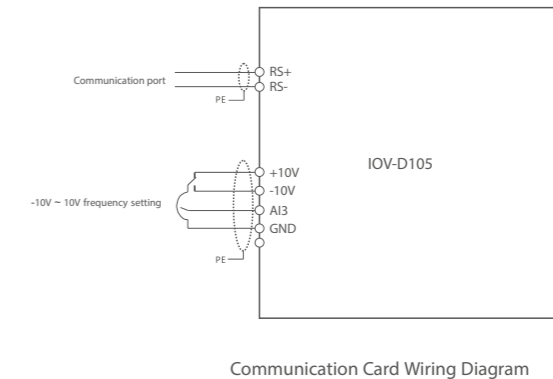 RS+
Communication port
RS-
PE
+10V
IOV-D105
-10V
-10V ~ 10V frequency setting
AI3
GND
PE
Communication Card Wiring Diagram